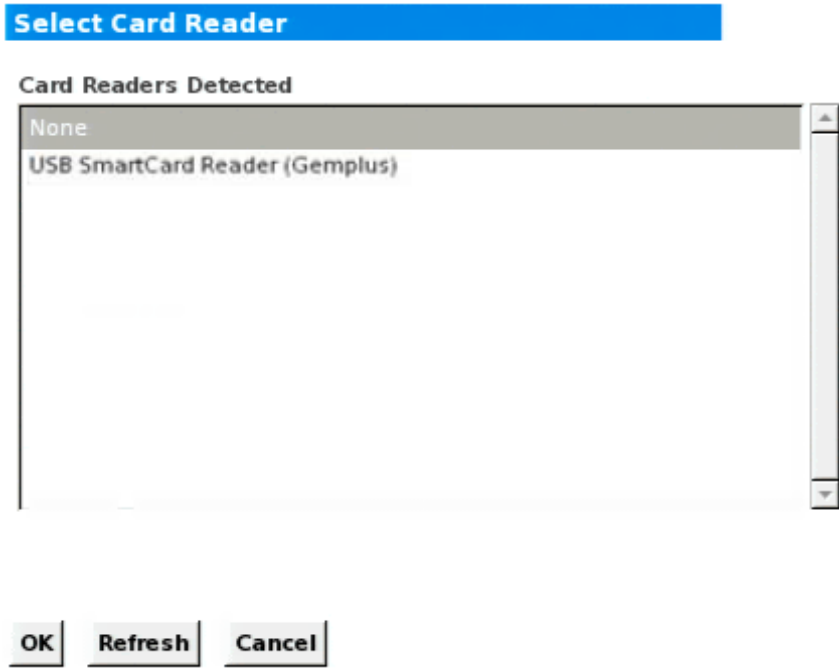 Select Card Reader
Card Readers Detected
None
USB SmartCard Reader (Gemplus)
OK Refresh Cancel